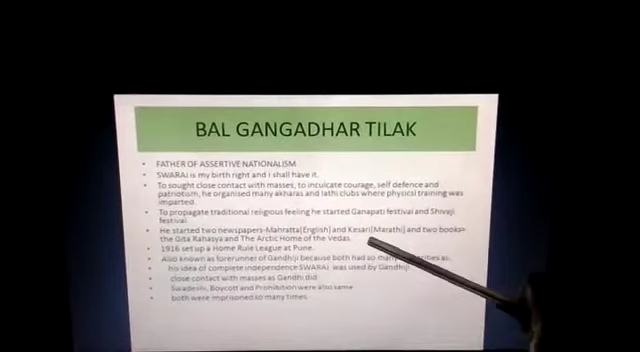 BAL GANGADHAR TILAK
FATHER OF ASSERTIVE NATIONALISM
SWARAJ is my birth right and i shall have it.
To sought close contact with masses, to inculcate courage, self defence and
patriotism, he organised many akharas and lathi clubs where physical training was
imparted.
To propagate traditional religious feeling he started Ganapati festival and Shivaji
festival.
He started two newspapers-Mahratta[English] and Kesari[Marathi] and two books=
the Gita Rahasya and The Arctic Home of the Vedas.
1916 set up a Home Rule League at Pune.
Also known as forerunner of Gandhiji because both had so many as:
his idea of complete independence SWARAJ was used by Gandhiji.
close contact with masses as Gandhi did
Swadeshi, Boycott and Prohibition were also same
both were imprisoned so many times.